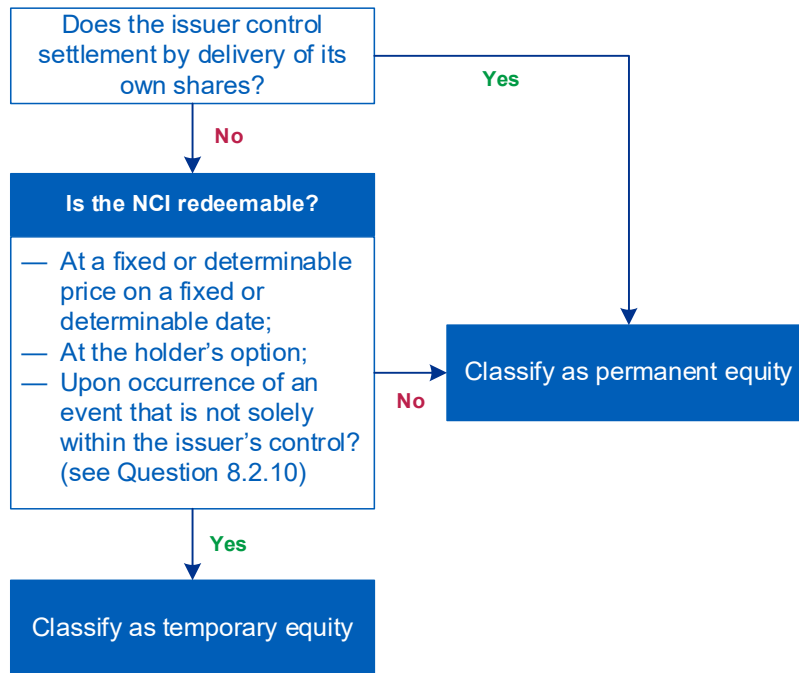 Does the issuer control
settlement by delivery of its
own shares?
Yes
No
Is the NCI redeemable?
— At a fixed or determinable
price on a fixed or
determinable date;
— At the holder’s option;
— Upon occurrence of an
event that is not solely
within the issuer’s control?
(see Question 8.2.10)
No
Classify as permanent equity
Yes
Classify as temporary equity